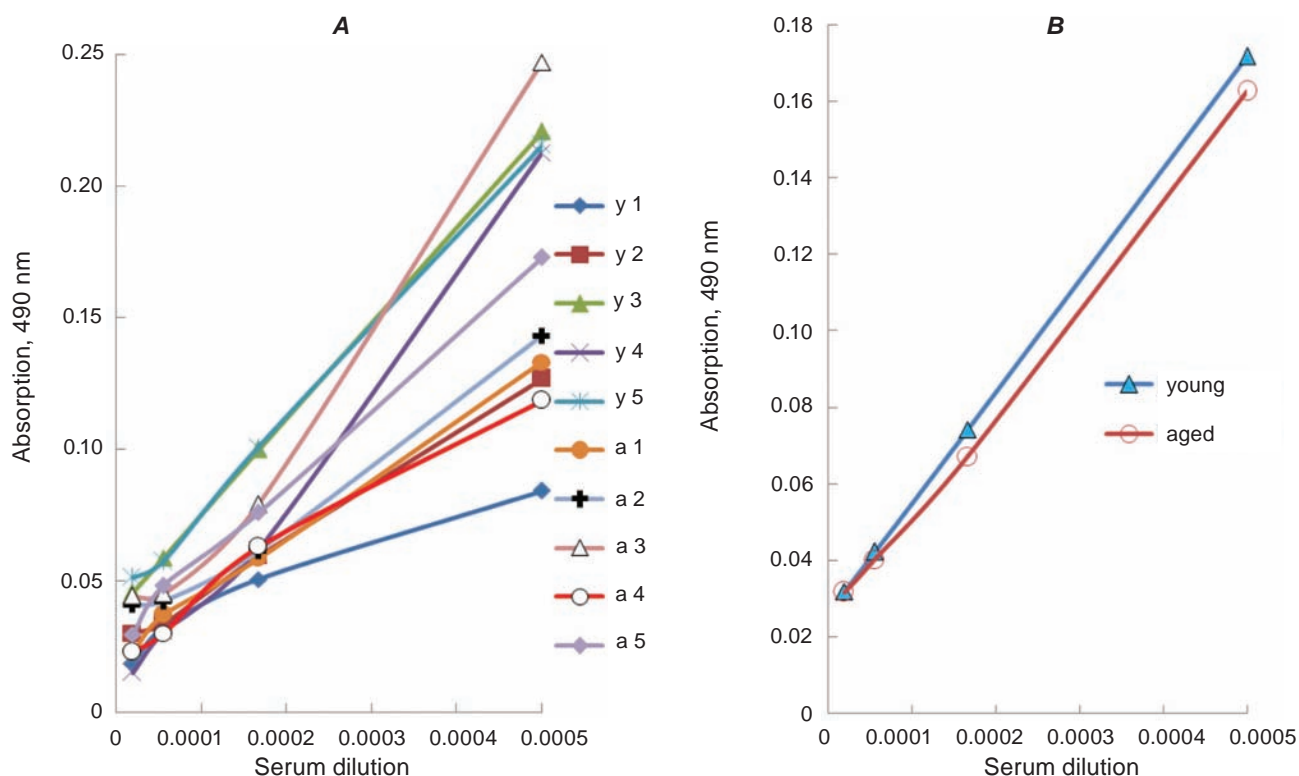 A
0.25
0.20
0.15
0.10
0.05
0
0 0.0001 0.0002 0.0003 0.0004 0.0005
Serum dilution
Absorption, 490 nm
y 1
y 2
y 3
y 4
y 5
a 1
a 2
a 3
a 4
a 5
B
0.18
0.16
0.14
0.12
0.10
0.08
0.06
0.04
0.02
0
0 0.0001 0.0002 0.0003 0.0004 0.0005
Serum dilution
Absorption, 490 nm
young
aged